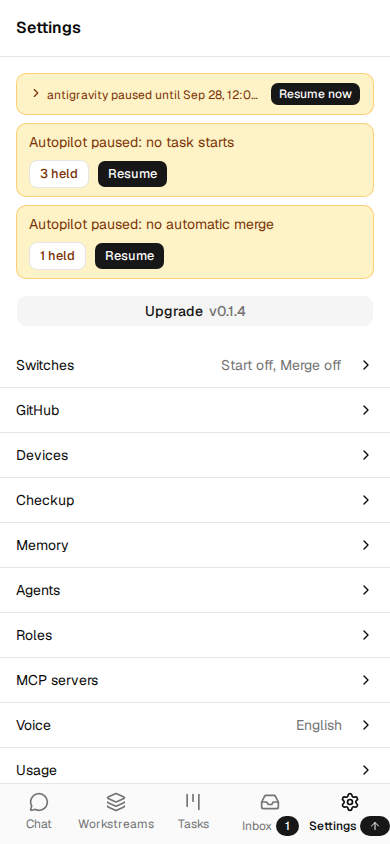 Settings
antigravity paused until Sep 28, 12:0… Resume now
Autopilot paused: no task starts
3 held Resume
Autopilot paused: no automatic merge
1 held Resume
Upgrade v0.1.4
Switches Start off, Merge off
GitHub
Devices
Checkup
Memory
Agents
Roles
MCP servers
Voice English
Usage
Chat Workstreams Tasks Inbox 1 Settings